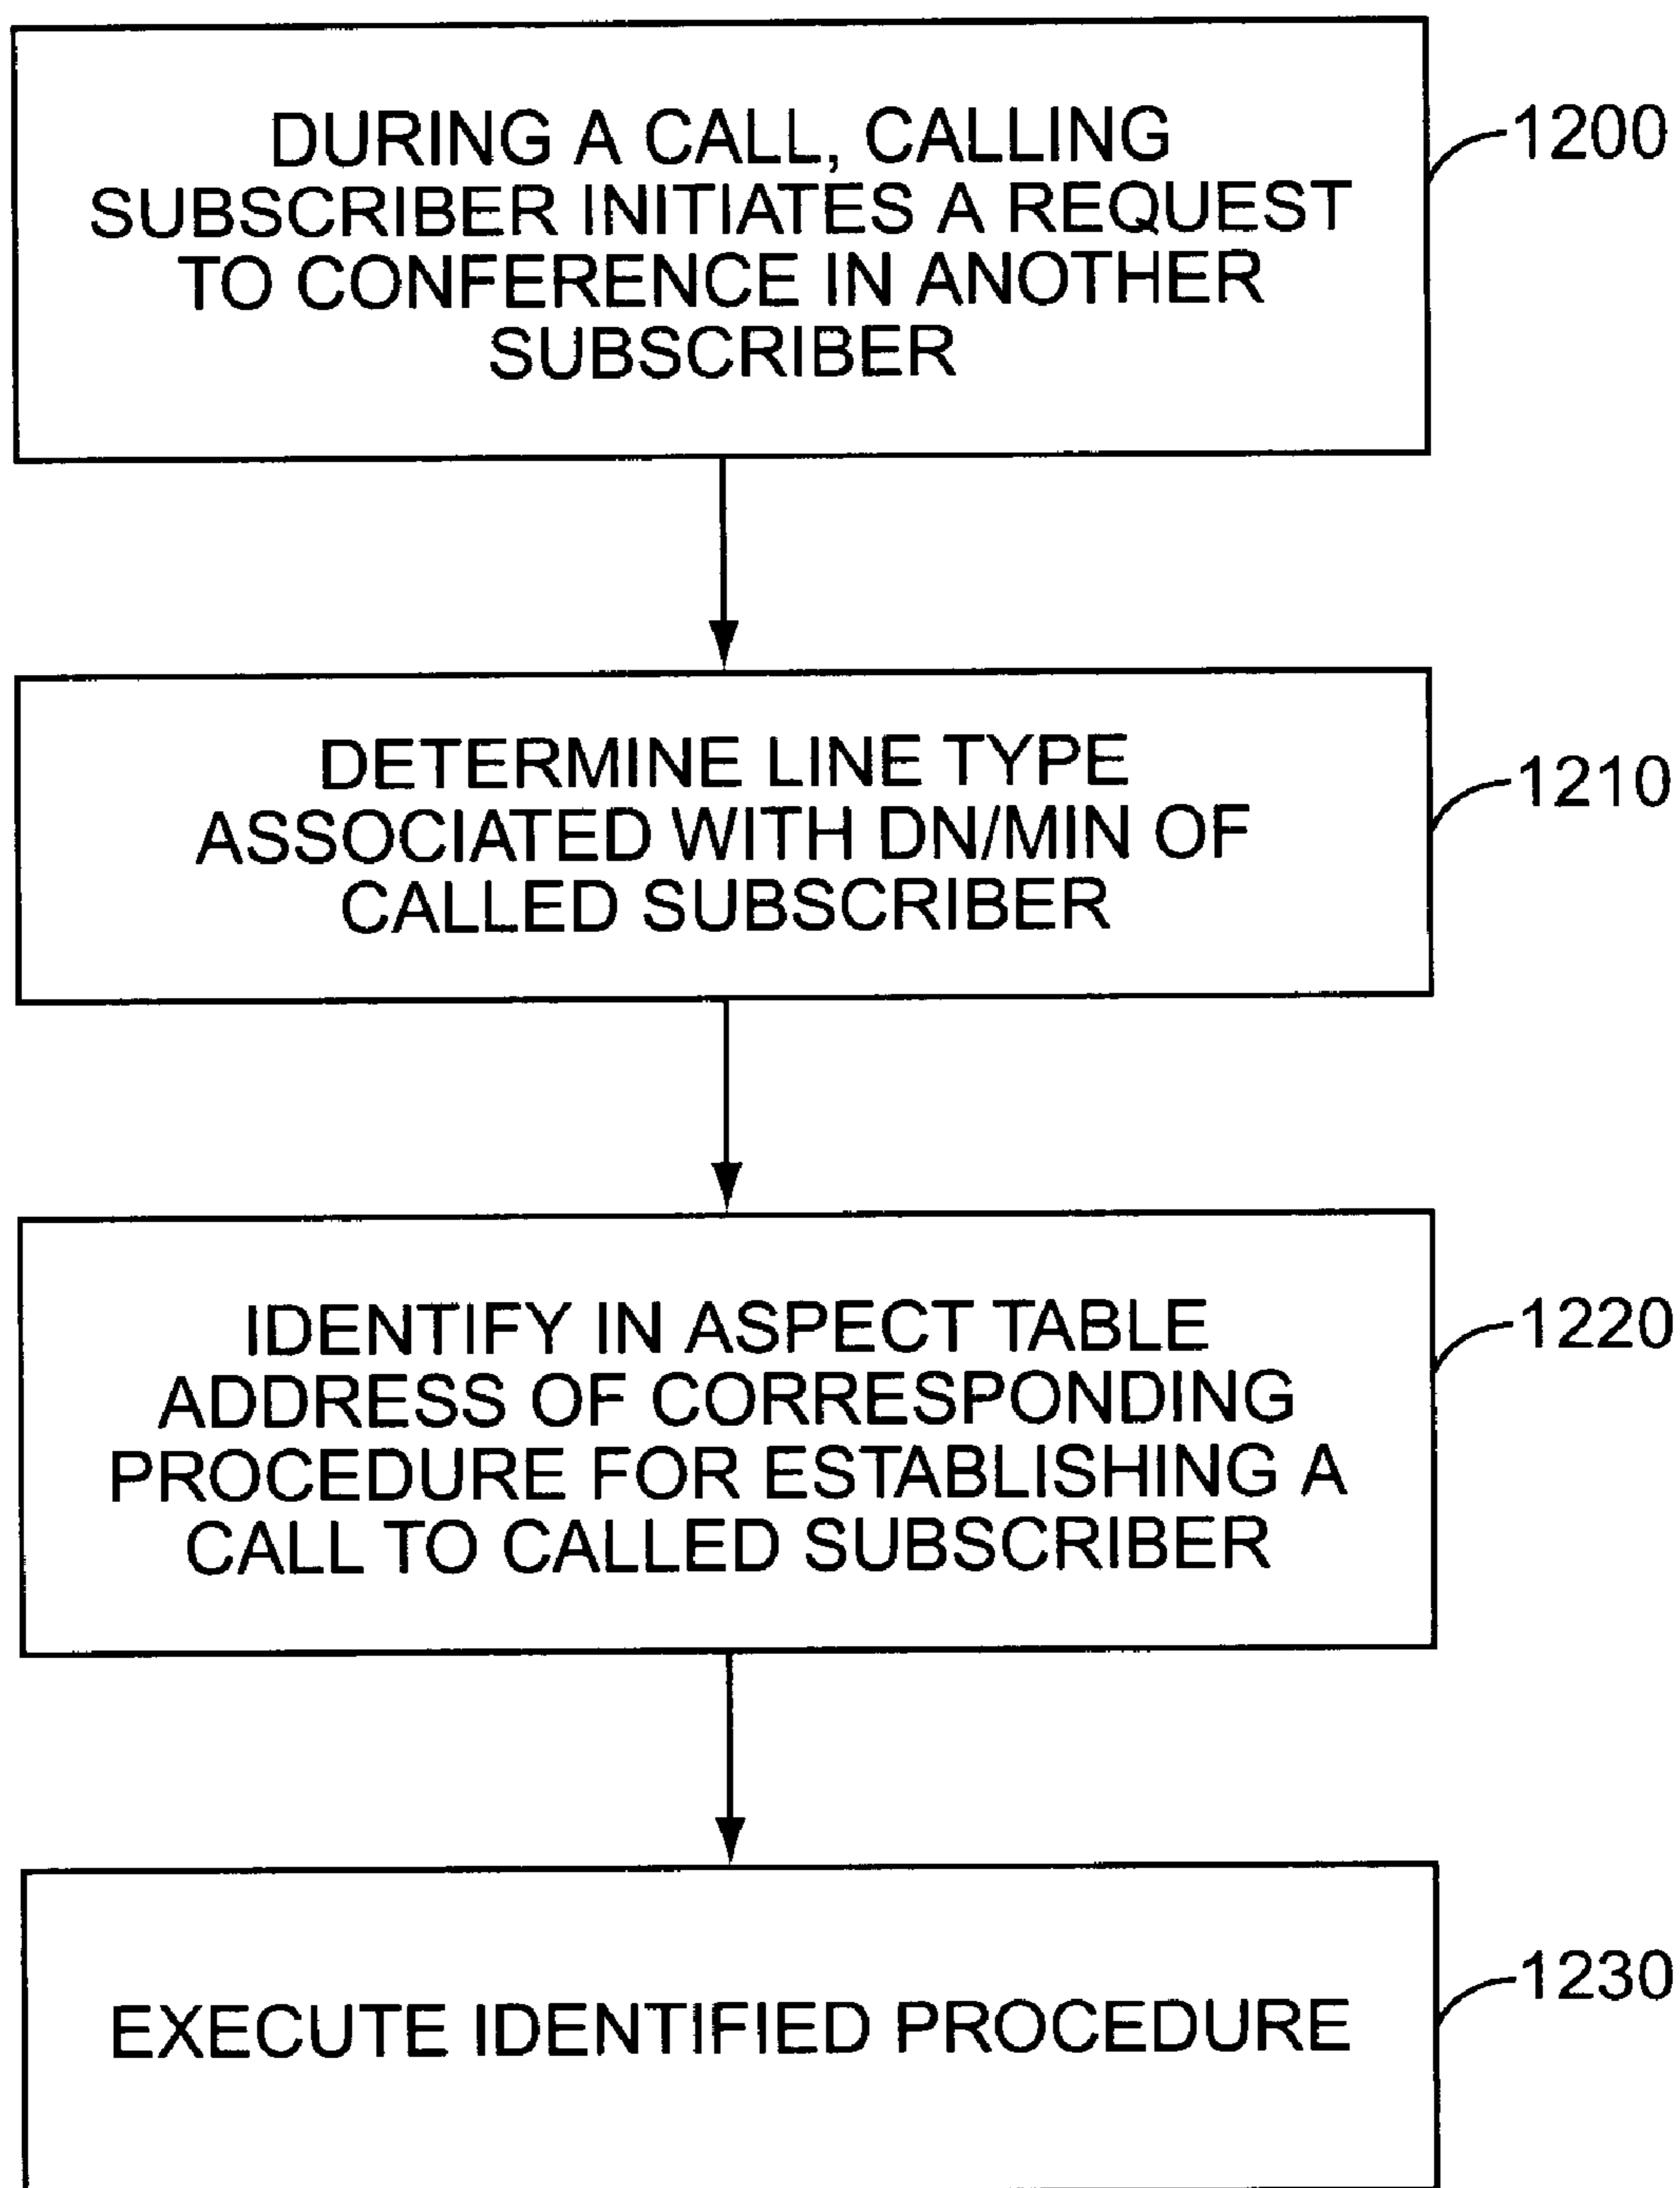 DURING A CALL, CALLING
SUBSCRIBER INITIATES A REQUEST
TO CONFERENCE IN ANOTHER
SUBSCRIBER
1200
DETERMINE LINE TYPE
ASSOCIATED WITH DN/MIN OF
CALLED SUBSCRIBER
1210
IDENTIFY IN ASPECT TABLE
ADDRESS OF CORRESPONDING
PROCEDURE FOR ESTABLISHING A
CALL TO CALLED SUBSCRIBER
1220
EXECUTE IDENTIFIED PROCEDURE
1230